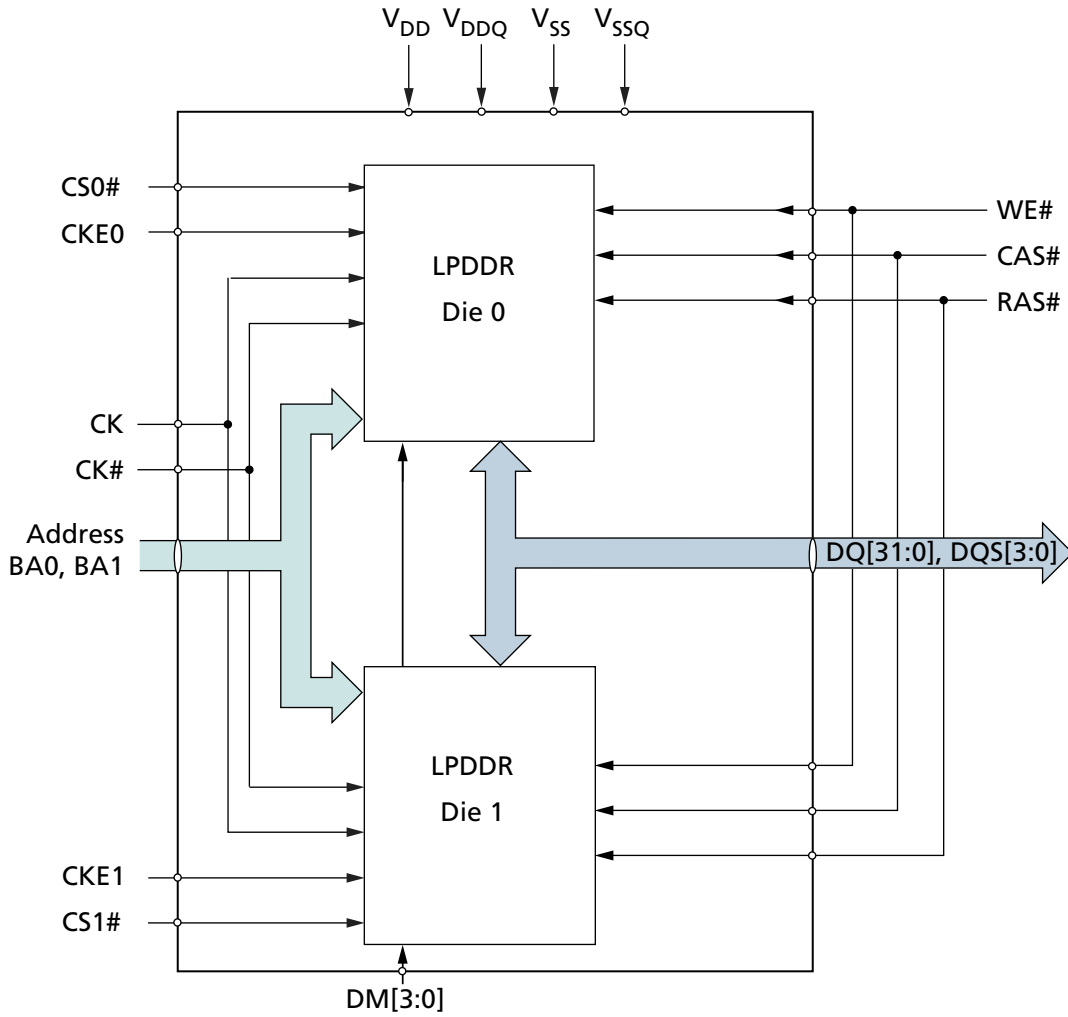 VDD VDDQ VSS VSSQ
CS0#
CKE0
CK
CK#
Address
BA0, BA1
CKE1
CS1#
LPDDR
Die 0
LPDDR
Die 1
WE#
CAS#
RAS#
DQ[31:0], DQS[3:0]
DM[3:0]